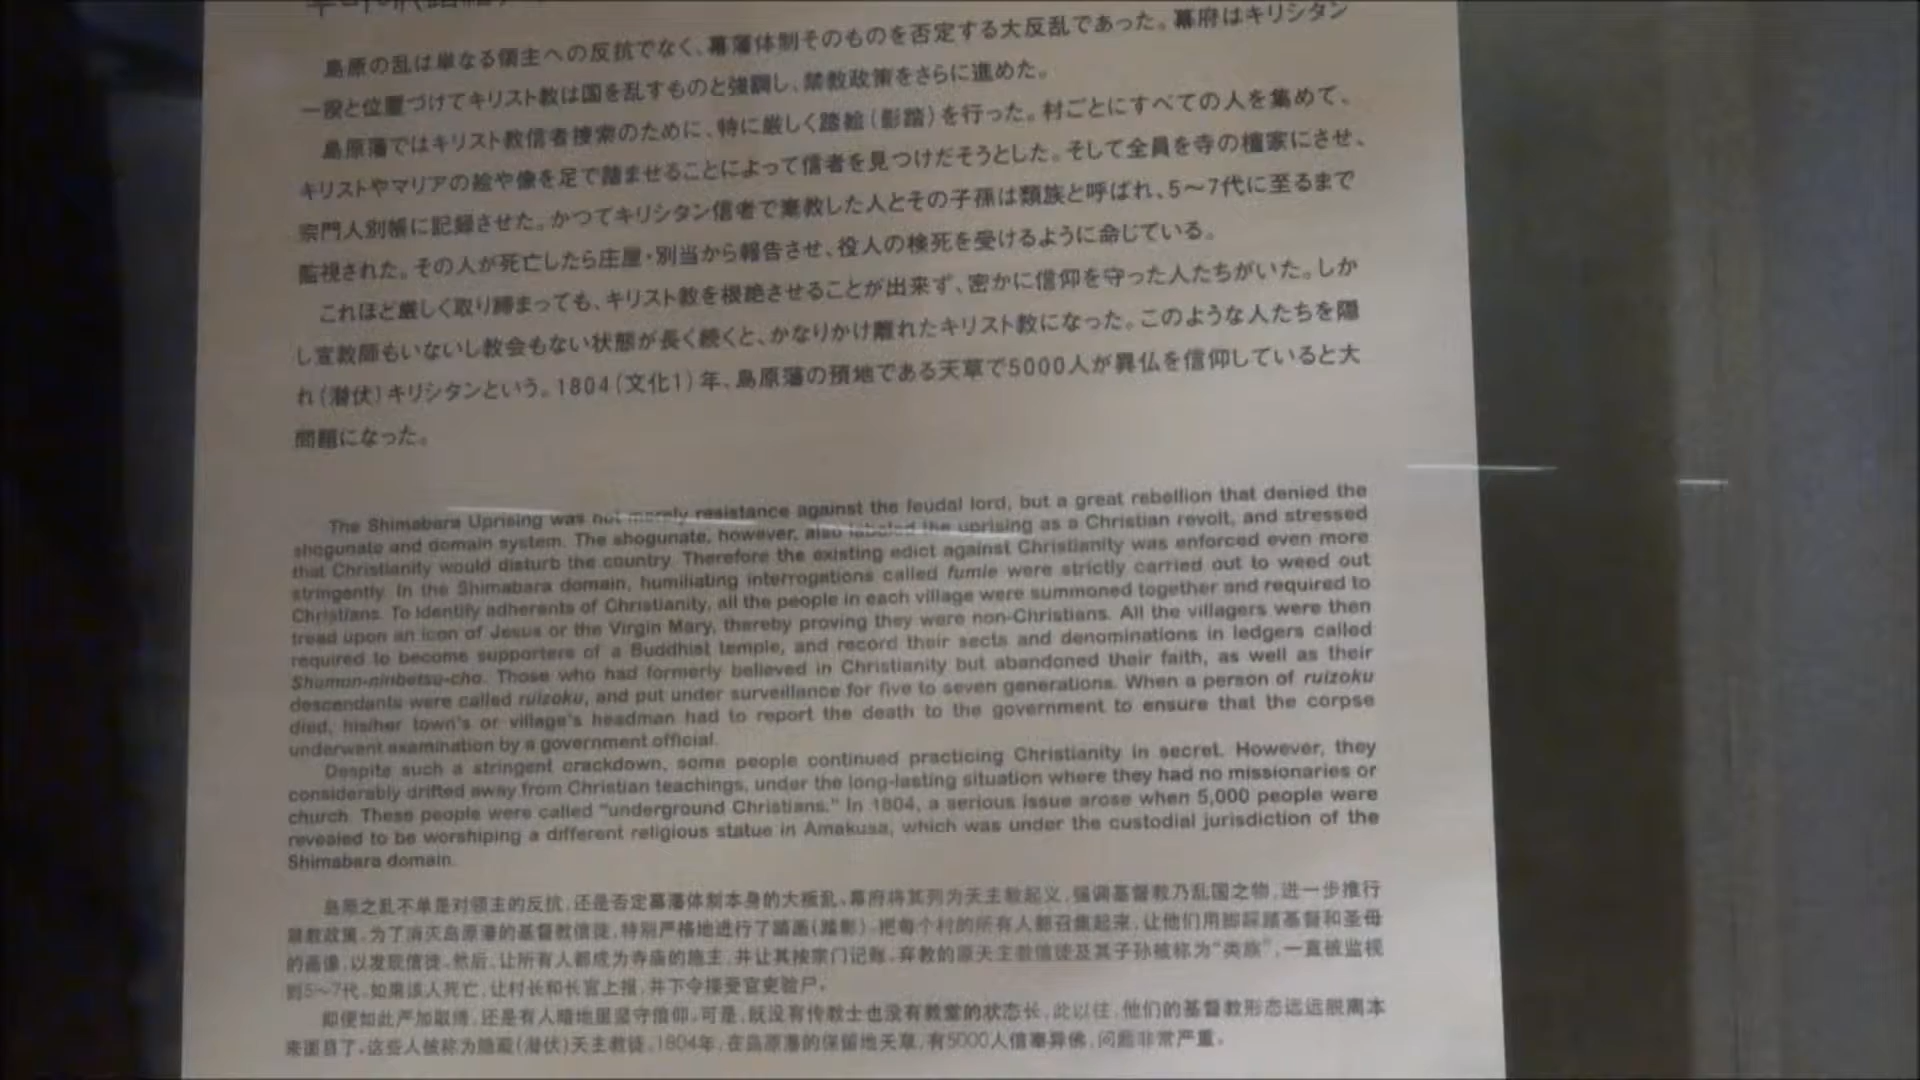 島原の乱は単なる領主への反抗でなく、幕藩体制そのものを否定する大反乱であった。幕府はキリシタン
一揆と位置づけてキリスト教は国を乱すものと強調し、禁教政策をさらに進めた。
島原藩ではキリスト教信者捜索のために、特に厳しく踏絵(影踏)を行った。村ごとにすべての人を集めて、
キリストやマリアの絵や像を足で踏ませることによって信者を見つけだそうとした。そして全員を寺の檀家にさせ、
宗門人別帳に記録させた。かつてキリシタン信者で棄教した人とその子孫は類族と呼ばれ、5〜7代に至るまで
監視された。その人が死亡したら庄屋・別当から報告させ、役人の検死を受けるように命じている。
これほど厳しく取り締まっても、キリスト教を根絶させることが出来ず、密かに信仰を守った人たちがいた。しか
し宣教師もいないし教会もない状態が長く続くと、かなりかけ離れたキリスト教になった。このような人たちを隠
れ(潜伏)キリシタンという。1804(文化1)年、島原藩の預地である天草で5000人が異仏を信仰していると大
問題になった。
The Shimabara Uprising was not merely resistance against the feudal lord, but a great rebellion that denied the
shogunate and domain system. The shogunate, however, also labeled the uprising as a Christian revolt, and stressed
that Christianity would disturb the country. Therefore the existing edict against Christianity was enforced even more
stringently. In the Shimabara domain, humiliating interrogations called fumie were strictly carried out to weed out
Christians. To identify adherents of Christianity, all the people in each village were summoned together and required to
tread upon an icon of Jesus or the Virgin Mary, thereby proving they were non-Christians. All the villagers were then
required to become supporters of a Buddhist temple, and record their sects and denominations in ledgers called
Shumon-ninbetsu-cho. Those who had formerly believed in Christianity but abandoned their faith, as well as their
descendants were called ruizoku, and put under surveillance for five to seven generations. When a person of ruizoku
died, his/her town's or village's headman had to report the death to the government to ensure that the corpse
underwent examination by a government official.
Despite such a stringent crackdown, some people continued practicing Christianity in secret. However, they
considerably drifted away from Christian teachings, under the long-lasting situation where they had no missionaries or
church. These people were called "underground Christians." In 1804, a serious issue arose when 5,000 people were
revealed to be worshiping a different religious statue in Amakusa, which was under the custodial jurisdiction of the
Shimabara domain.
島原之乱不单是对领主的反抗,还是否定幕藩体制本身的大叛乱。幕府将其列为天主教起义,强调基督教乃乱国之物,进一步推行
禁教政策。为了消灭岛原藩的基督教信徒,特别严格地进行了踏画(踏影)。把每个村的所有人都召集起来,让他们用脚踩踏基督和圣母
的画像,以发现信徒。然后,让所有人都成为寺庙的施主,并让其按宗门记账。弃教的原天主教信徒及其子孙被称为“类族”,一直被监视
到5〜7代。如果该人死亡,让村长和长官上报,并下令接受官吏验尸。
即便如此严加取缔,还是有人暗地里坚守信仰。可是,既没有传教士也没有教堂的状态长,此以往,他们的基督教形态远远脱离本
来面目了。这些人被称为隐藏(潜伏)天主教徒。1804年,在岛原藩的保留地天草,有5000人信奉异佛,问题非常严重。